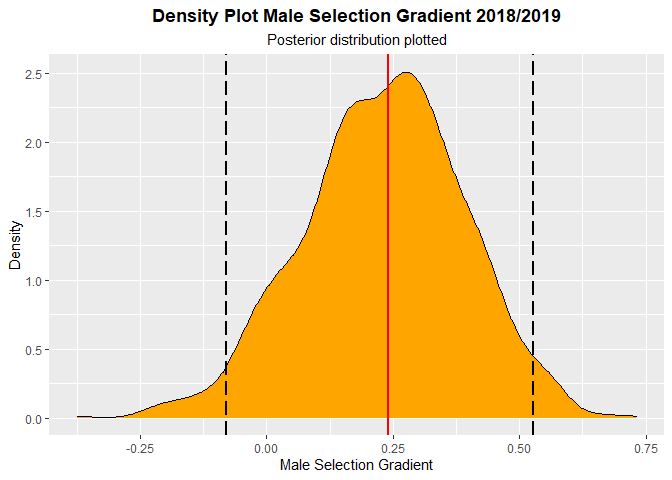 Density Plot Male Selection Gradient 2018/2019
Posterior distribution plotted
2.5
2.0
1.5
1.0
0.5
0.0
Density
-0.25 0.00 0.25 0.50 0.75
Male Selection Gradient